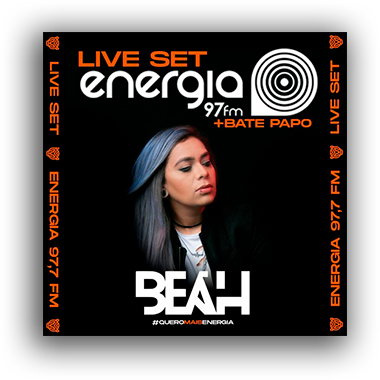 LIVE SET
energia
97fm
+BATE PAPO
LIVE SET
ENERGIA 97,7 FM
LIVE SET
ENERGIA 97,7 FM
BEAH
#QUEROMAISENERGIA